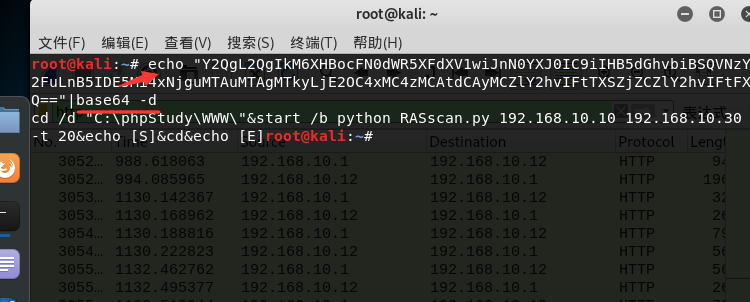 root@kali: ~
文件(F) 编辑(E) 查看(V) 搜索(S) 终端(T) 帮助(H)
root@kali:~# echo "Y2QgL2QgIkM6XHBocFN0dWR5XFdXV1wiJnN0YXJ0IC9iIHB5dGhvbiBSQVNzY
2FuLnB5IDE5Mi4xNjguMTAuMTAgMTkyLjE2OC4xMC4zMCAtdCAyMCZlY2hvIFtTXSZjZCZlY2hvIFtFX
Q=="|base64 -d
cd /d "C:\phpStudy\WWW\"&start /b python RASscan.py 192.168.10.10 192.168.10.30
-t 20&echo [S]&cd&echo [E]root@kali:~#
表达式
No. Time Source Destination Protocol Lengt
3052… 988.618063 192.168.10.1 192.168.10.12 HTTP 94
3052… 994.085965 192.168.10.12 192.168.10.1 HTTP 196
3053… 1130.142367 192.168.10.1 192.168.10.12 HTTP 32
3053… 1130.168962 192.168.10.12 192.168.10.1 HTTP 26
3054… 1130.188816 192.168.10.1 192.168.10.12 HTTP 79
3054… 1130.222823 192.168.10.12 192.168.10.1 HTTP 56
3055… 1132.462762 192.168.10.1 192.168.10.12 HTTP 56
3055… 1132.495377 192.168.10.12 192.168.10.1 HTTP 26